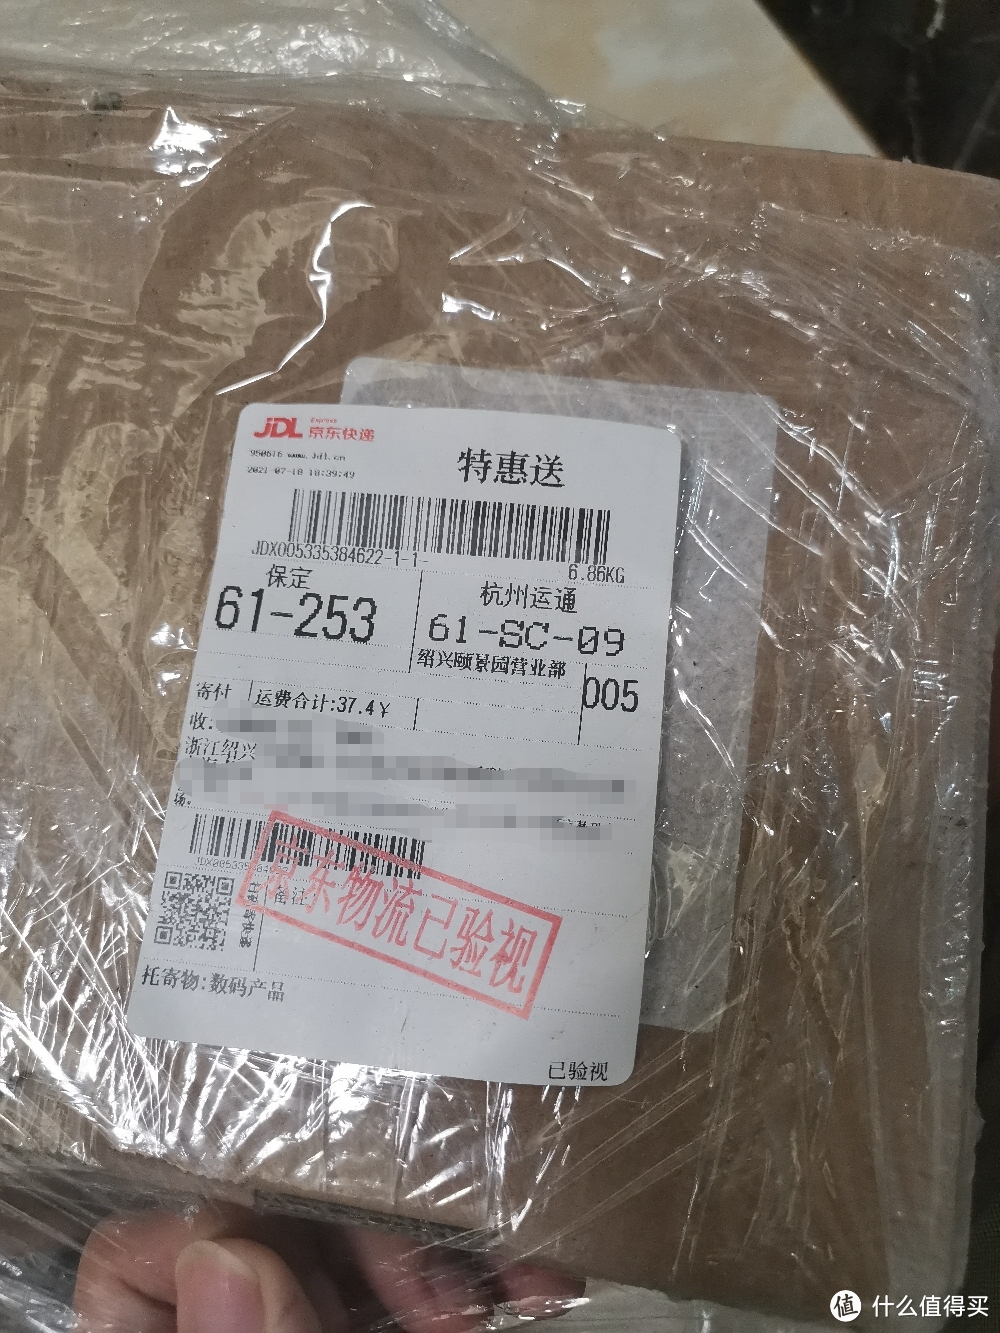 JDL Express 京东快递
950616 www.jdl.cn
2021-07-18 18:39:49
特惠送
JDX005335384622-1-1-
6.86KG
保定
61-253
杭州运通
61-SC-09
绍兴颐景园营业部
005
寄付
运费合计:37.4¥
收:
浙江绍兴
场。
备注
京东物流已验视
托寄物:数码产品
已验视
值 什么值得买